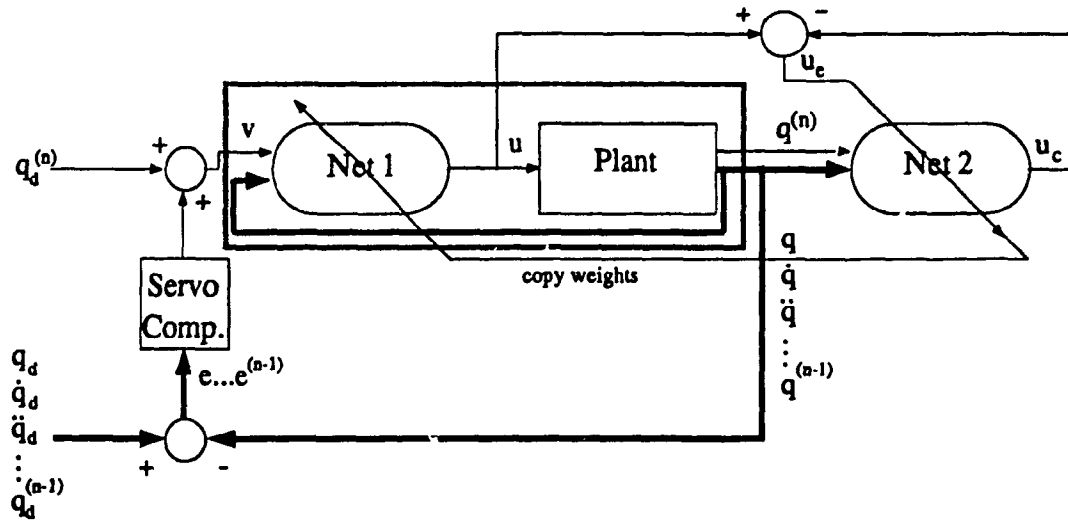 + -
u_e
v
q^(n)
+
Net 1
u
Plant
Net 2
u_c
q_d^(n)
+
copy weights
q
q̇
q̈
⋮
q^(n-1)
Servo
Comp.
e...e^(n-1)
q_d
q̇_d
q̈_d
⋮
q_d^(n-1)
+ -